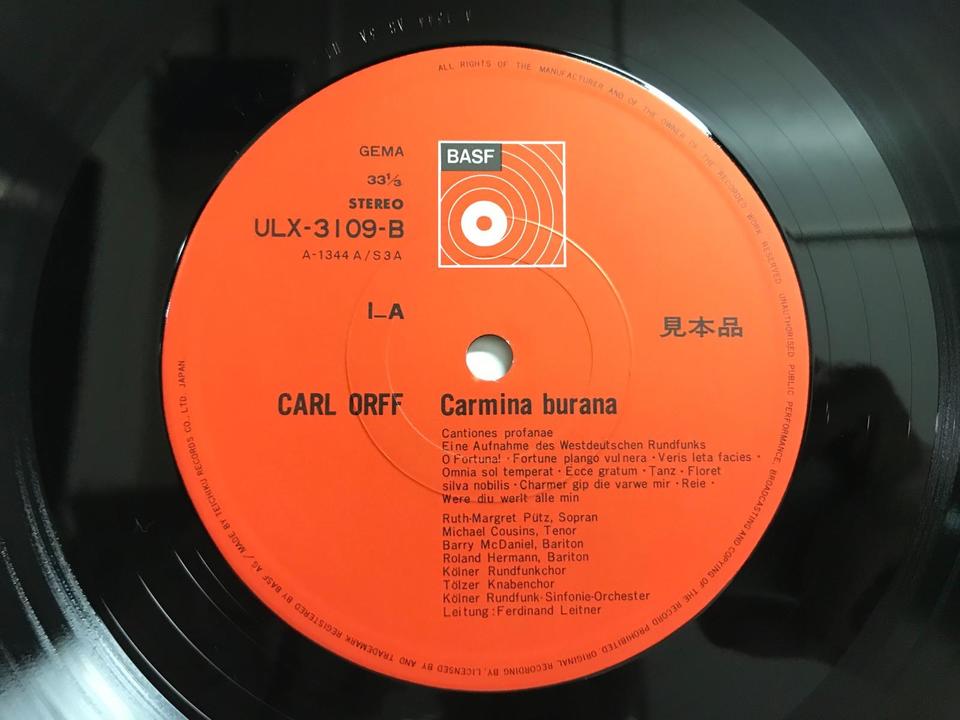 ALL RIGHTS OF THE MANUFACTURER AND OF THE OWNER OF THE RECORDED WORK RESERVED UNAUTHORISED PUBLIC PERFORMANCE, BROADCASTING AND COPYING OF THE RECORD PROHIBITED. ORIGINAL RECORDING BY, LICENSED BY AND TRADEMARK REGISTERED BY BASF AG / MADE BY TEICHIKU RECORDS CO., LTD. JAPAN
GEMA
BASF
33⅓
STEREO
ULX-3109-B
A-1344 A/S3A
I_A
見本品
CARL ORFF Carmina burana
Cantiones profanae
Eine Aufnahme des Westdeutschen Rundfunks
O Fortuna! · Fortune plango vulnera · Veris leta facies ·
Omnia sol temperat · Ecce gratum · Tanz · Floret
silva nobilis · Charmer gip die varwe mir · Reie ·
Were diu werlt alle min
Ruth-Margret Pütz, Sopran
Michael Cousins, Tenor
Barry McDaniel, Bariton
Roland Hermann, Bariton
Kölner Rundfunkchor
Tölzer Knabenchor
Kölner Rundfunk-Sinfonie-Orchester
Leitung: Ferdinand Leitner